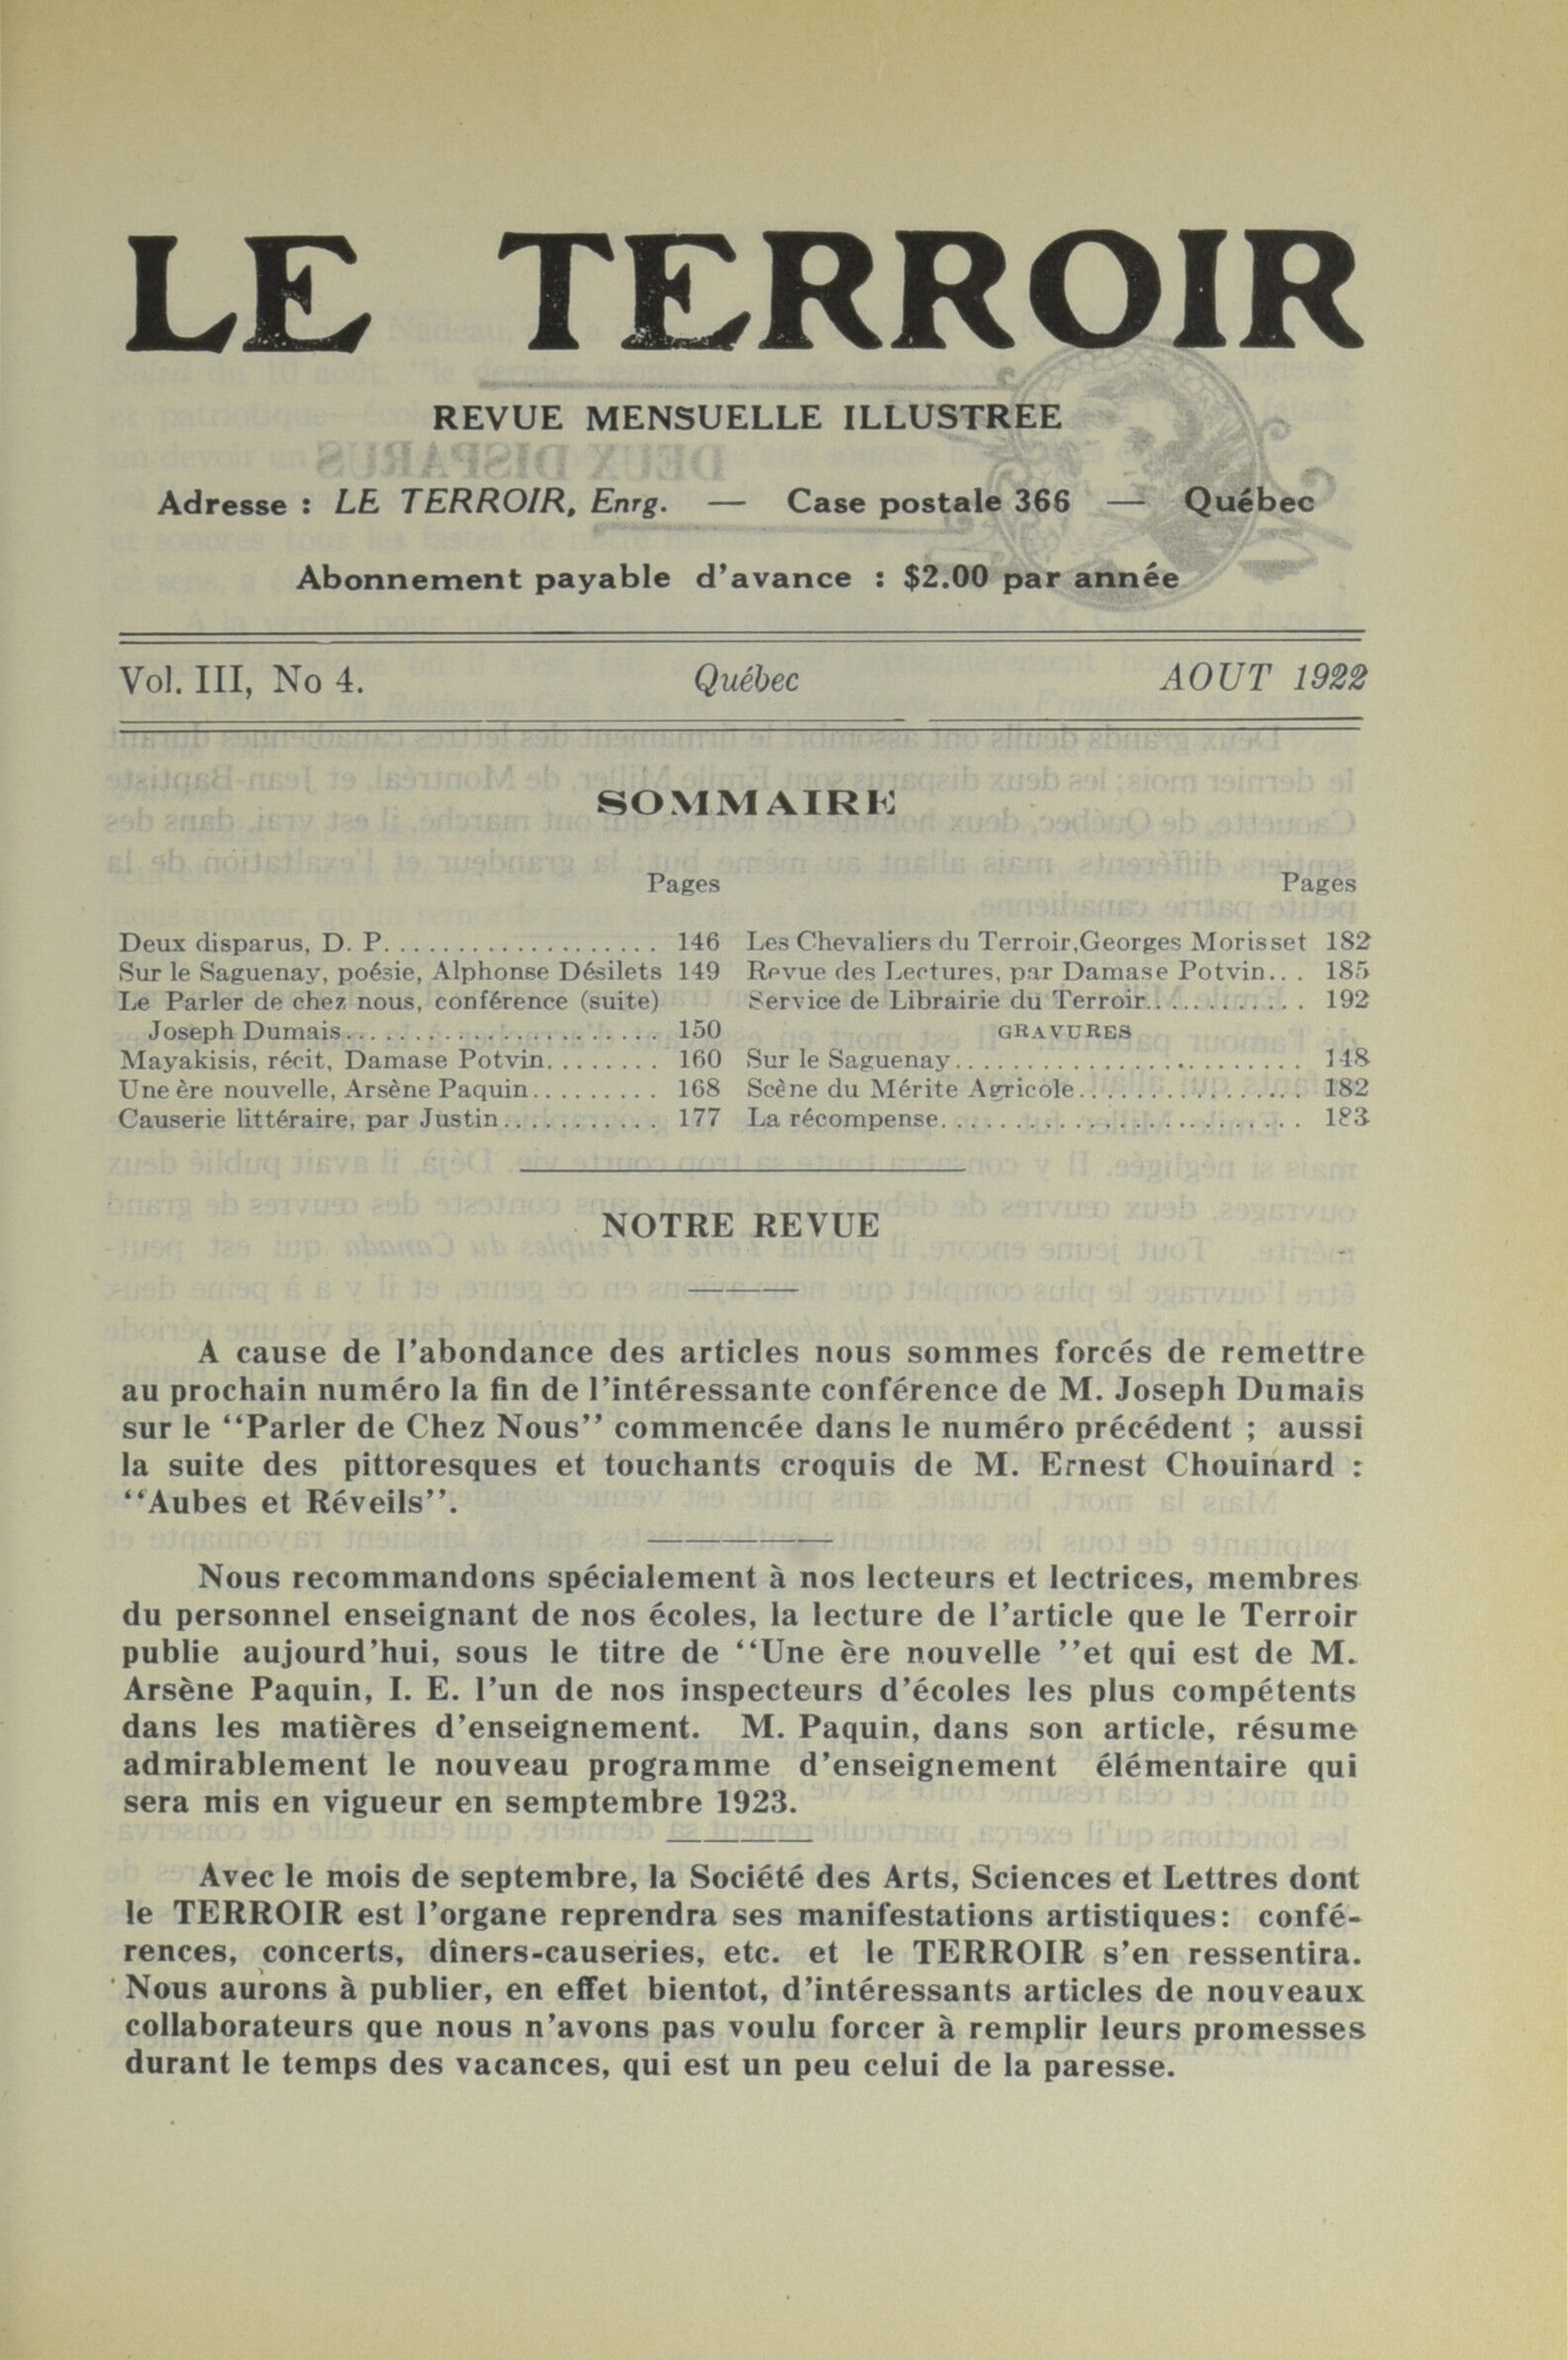 LE TERROIR
REVUE MENSUELLE ILLUSTREE
Adresse : LE TERROIR, Enrg. — Case postale 366 — Québec
Abonnement payable d'avance : $2.00 par année
Vol. III, No 4. Québec AOUT 1922
SOMMAIRE
Pages
Deux disparus, D. P................... 146
Sur le Saguenay, poésie, Alphonse Désilets 149
Le Parler de chez nous, conférence (suite)
Joseph Dumais...................... 150
Mayakisis, récit, Damase Potvin........ 160
Une ère nouvelle, Arsène Paquin......... 168
Causerie littéraire, par Justin........... 177
Pages
Les Chevaliers du Terroir,Georges Morisset 182
Revue des Lectures, par Damase Potvin... 185
Service de Librairie du Terroir........... 192
GRAVURES
Sur le Saguenay........................ 148
Scène du Mérite Agricole................ 182
La récompense......................... 183
NOTRE REVUE
A cause de l'abondance des articles nous sommes forcés de remettre
au prochain numéro la fin de l'intéressante conférence de M. Joseph Dumais
sur le "Parler de Chez Nous" commencée dans le numéro précédent ; aussi
la suite des pittoresques et touchants croquis de M. Ernest Chouinard :
"Aubes et Réveils".
Nous recommandons spécialement à nos lecteurs et lectrices, membres
du personnel enseignant de nos écoles, la lecture de l'article que le Terroir
publie aujourd'hui, sous le titre de "Une ère nouvelle "et qui est de M.
Arsène Paquin, I. E. l'un de nos inspecteurs d'écoles les plus compétents
dans les matières d'enseignement. M. Paquin, dans son article, résume
admirablement le nouveau programme d'enseignement élémentaire qui
sera mis en vigueur en semptembre 1923.
Avec le mois de septembre, la Société des Arts, Sciences et Lettres dont
le TERROIR est l'organe reprendra ses manifestations artistiques: confé-
rences, concerts, dîners-causeries, etc. et le TERROIR s'en ressentira.
Nous aurons à publier, en effet bientot, d'intéressants articles de nouveaux
collaborateurs que nous n'avons pas voulu forcer à remplir leurs promesses
durant le temps des vacances, qui est un peu celui de la paresse.